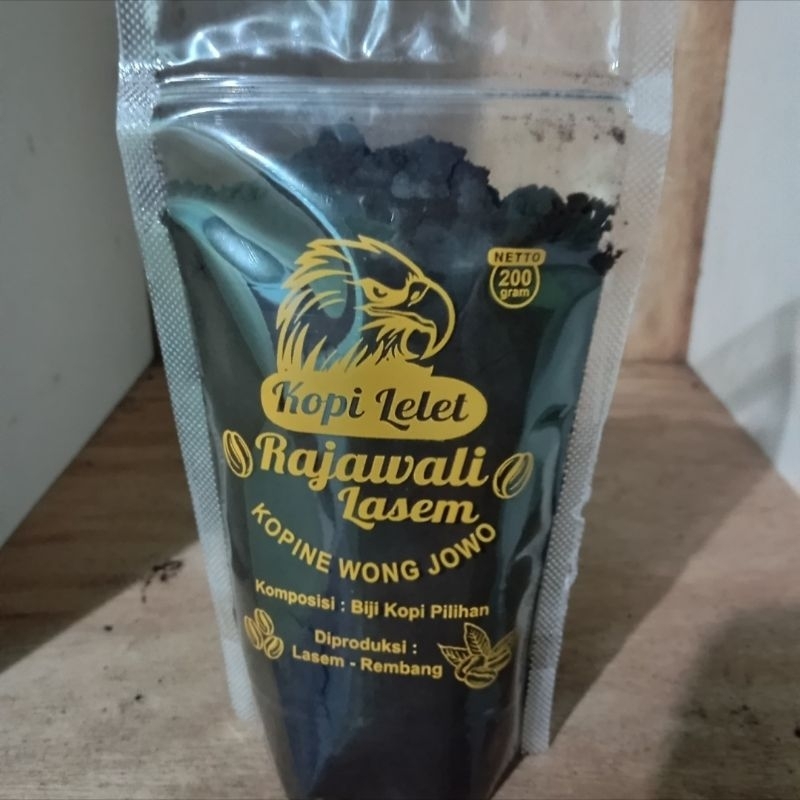 NETTO
200
gram
Kopi Lelet
Rajawali
Lasem
KOPINE WONG JOWO
Komposisi : Biji Kopi Pilihan
Diproduksi :
Lasem - Rembang